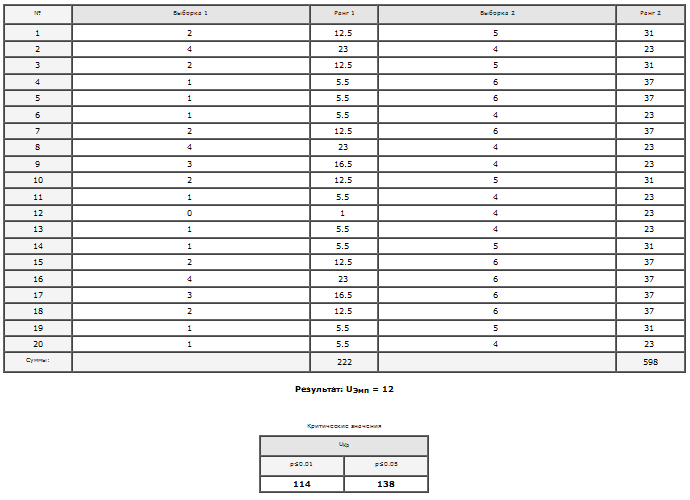 № Выборка 1 Ранг 1 Выборка 2 Ранг 2
1 2 12.5 5 31
2 4 23 4 23
3 2 12.5 5 31
4 1 5.5 6 37
5 1 5.5 6 37
6 1 5.5 4 23
7 2 12.5 6 37
8 4 23 4 23
9 3 16.5 4 23
10 2 12.5 5 31
11 1 5.5 4 23
12 0 1 4 23
13 1 5.5 4 23
14 1 5.5 5 31
15 2 12.5 6 37
16 4 23 6 37
17 3 16.5 6 37
18 2 12.5 6 37
19 1 5.5 5 31
20 1 5.5 4 23
Суммы: 222 598
Результат: UЭмп = 12
Критические значения
UКр
p≤0.01 p≤0.05
114 138